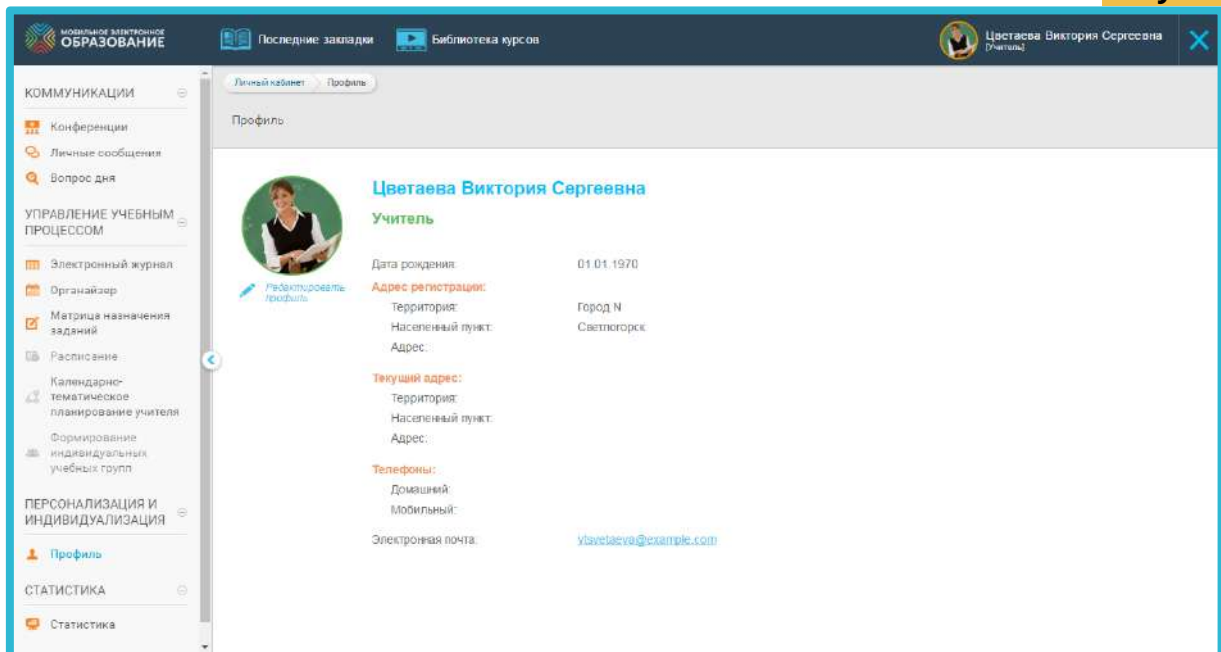 МОБИЛЬНОЕ ЭЛЕКТРОННОЕ
ОБРАЗОВАНИЕ
Последние закладки
Библиотека курсов
Цветаева Виктория Сергеевна
[Учитель]
Личный кабинет
Профиль
Профиль
КОММУНИКАЦИИ
Конференции
Личные сообщения
Вопрос дня
УПРАВЛЕНИЕ УЧЕБНЫМ
ПРОЦЕССОМ
Электронный журнал
Органайзер
Матрица назначения
заданий
Расписание
Календарно-
тематическое
планирование учителя
Формирование
индивидуальных
учебных групп
ПЕРСОНАЛИЗАЦИЯ И
ИНДИВИДУАЛИЗАЦИЯ
Профиль
СТАТИСТИКА
Статистика
Редактировать
профиль
Цветаева Виктория Сергеевна
Учитель
Дата рождения: 01.01.1970
Адрес регистрации:
Территория: Город N
Населенный пункт: Светлогорск
Адрес:
Текущий адрес:
Территория:
Населенный пункт:
Адрес:
Телефоны:
Домашний:
Мобильный:
Электронная почта: vtsvetaeva@example.com